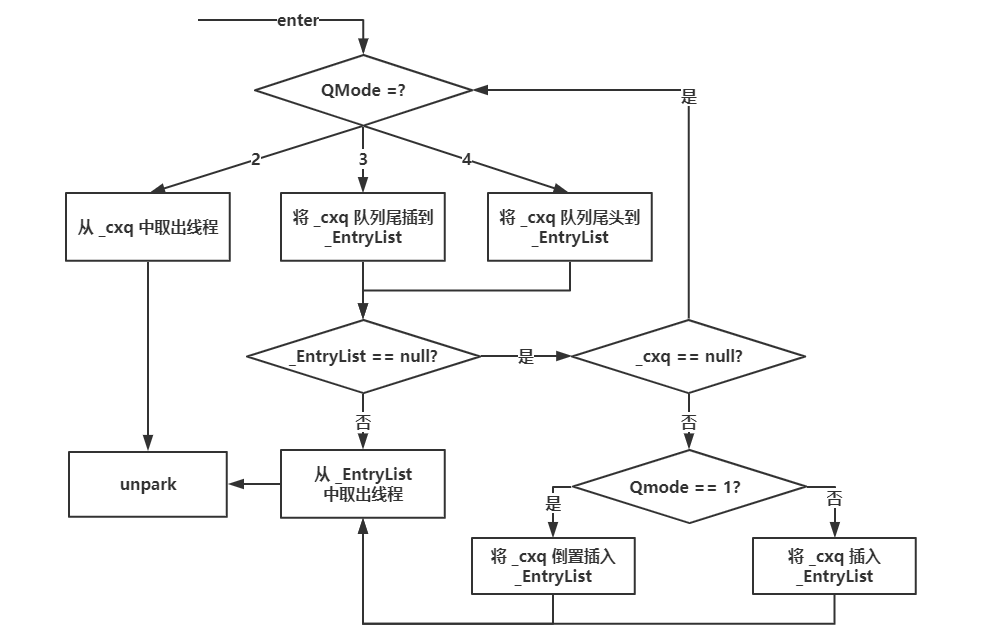 enter
QMode =?
是
2
3
4
从 _cxq 中取出线程
将 _cxq 队列尾插到
_EntryList
将 _cxq 队列尾头到
_EntryList
_EntryList == null?
是
_cxq == null?
否
否
unpark
从 _EntryList
中取出线程
Qmode == 1?
是
否
将 _cxq 倒置插入
_EntryList
将 _cxq 插入
_EntryList